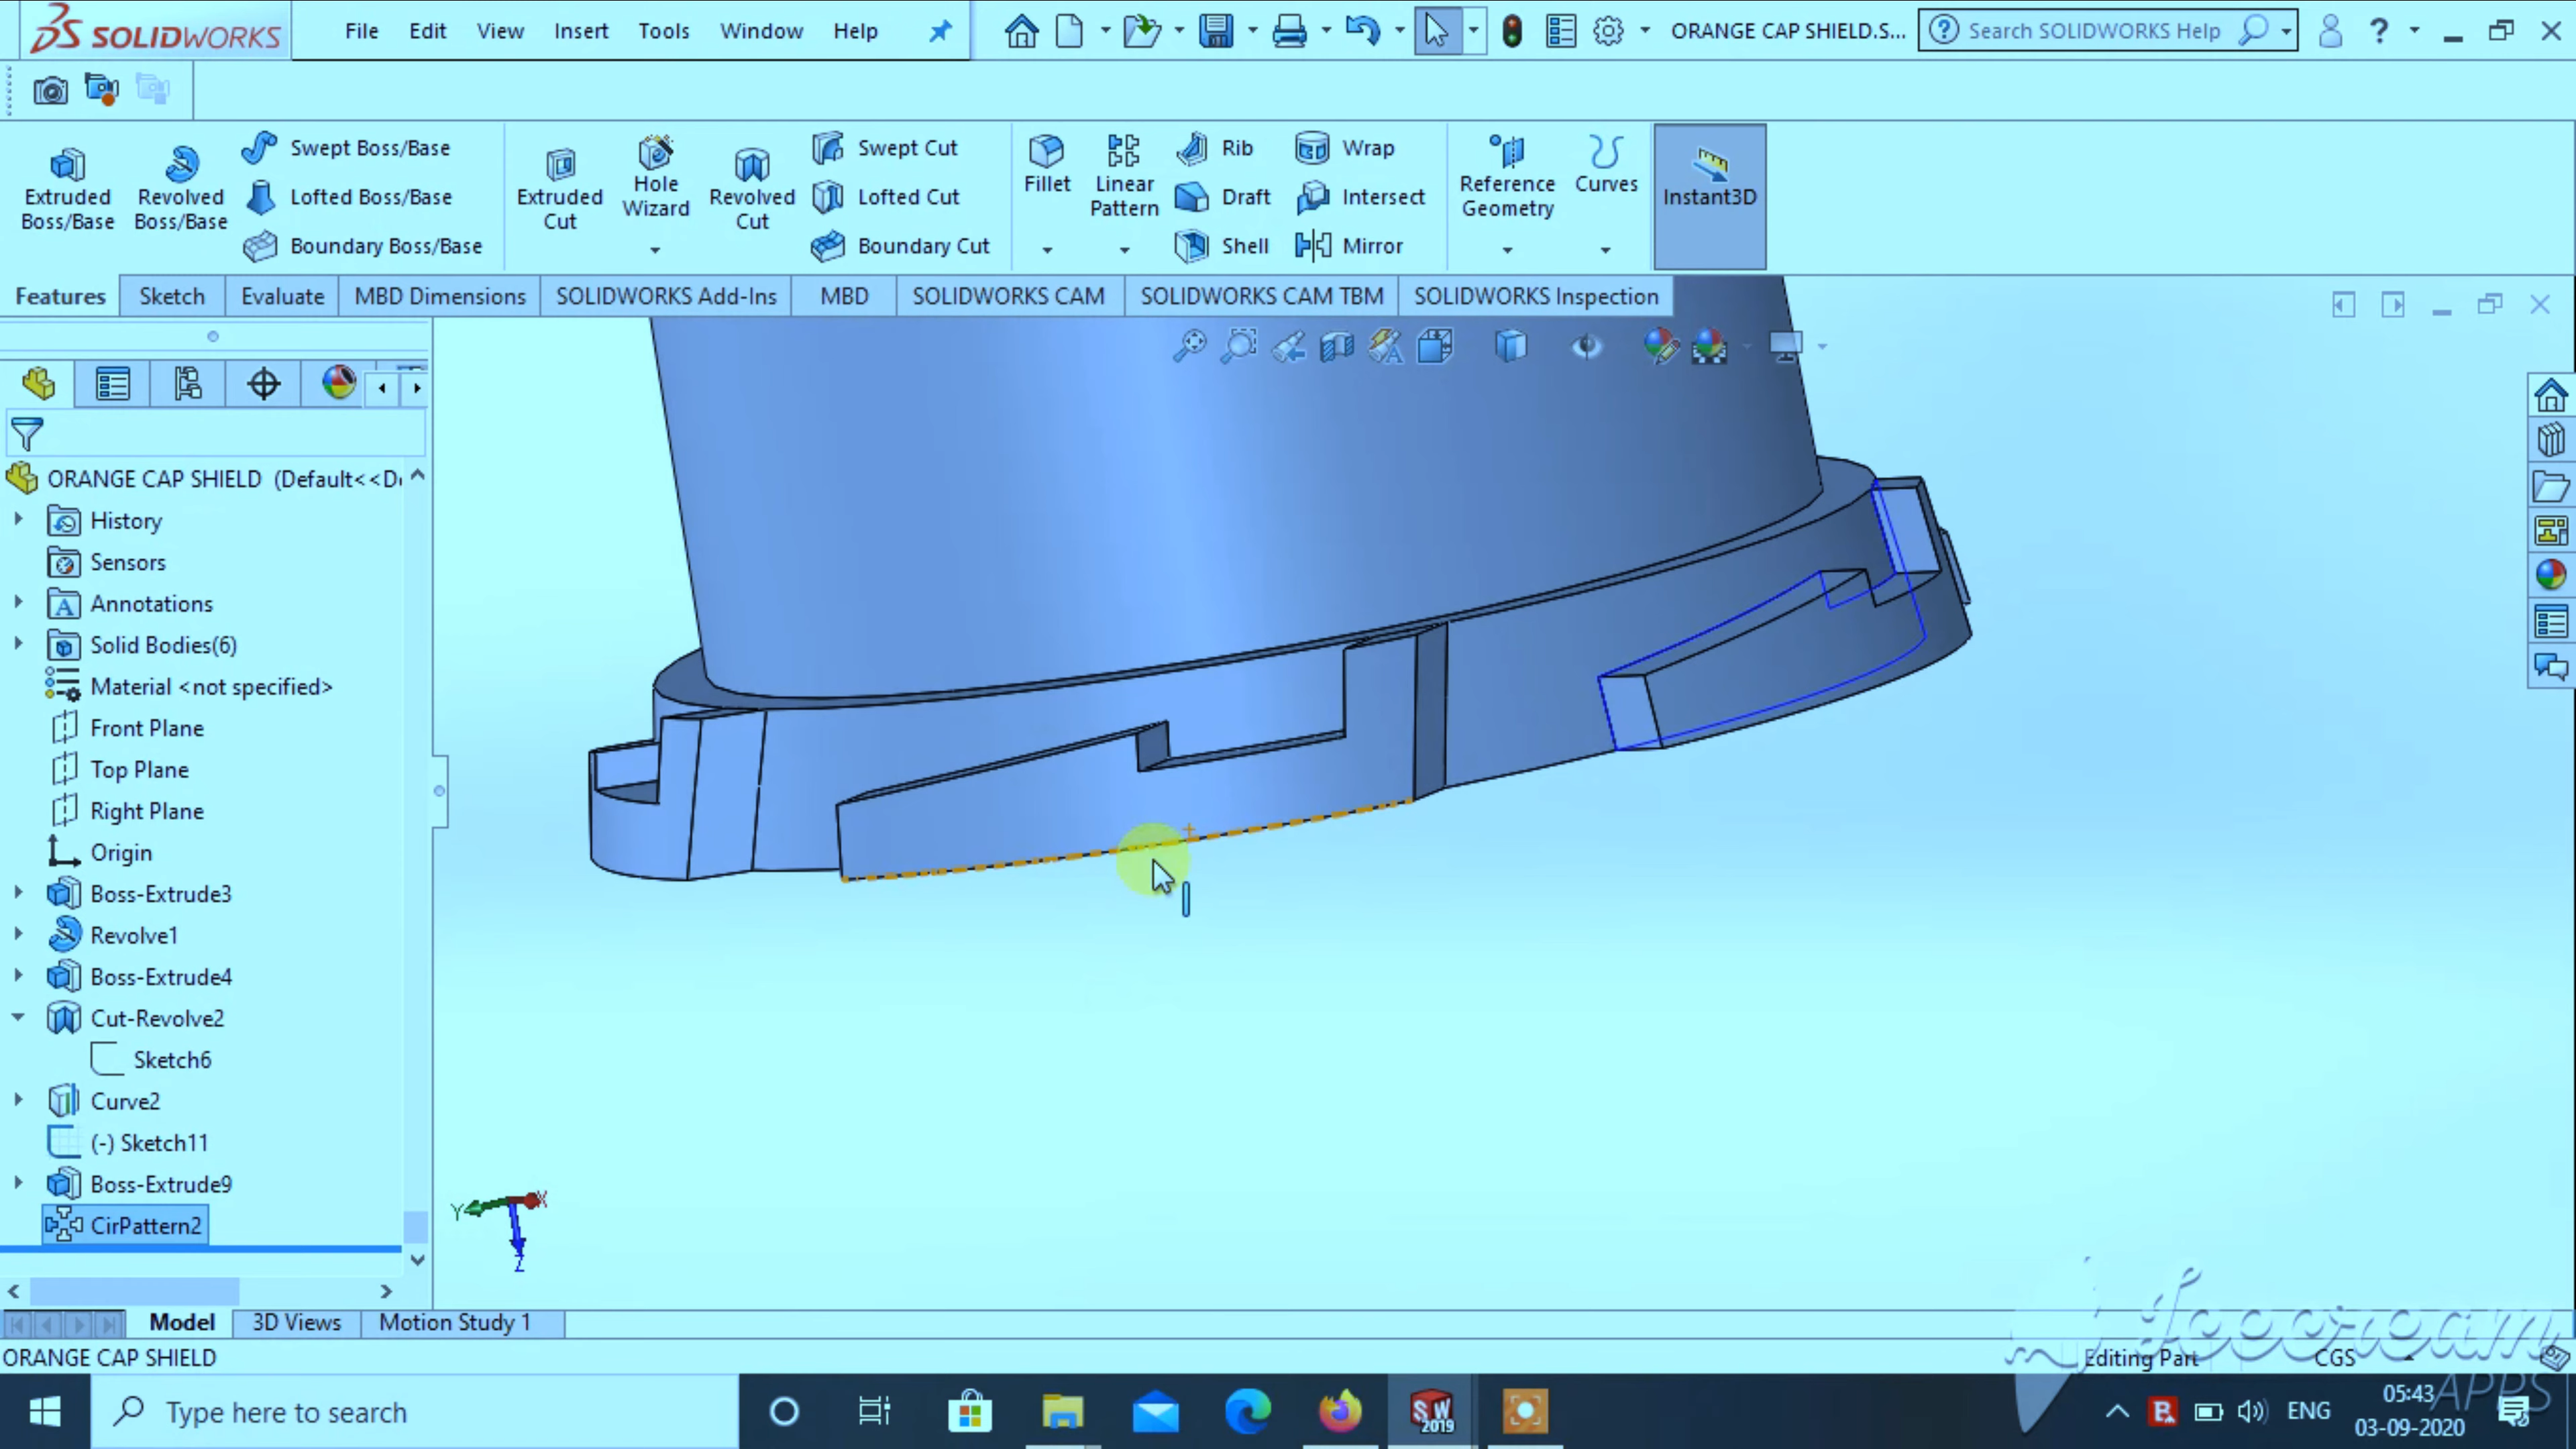 SOLIDWORKS File Edit View Insert Tools Window Help ORANGE CAP SHIELD.S... Search SOLIDWORKS Help ?
Extruded Boss/Base
Revolved Boss/Base
Swept Boss/Base
Lofted Boss/Base
Boundary Boss/Base
Extruded Cut
Hole Wizard
Revolved Cut
Swept Cut
Lofted Cut
Boundary Cut
Fillet
Linear Pattern
Rib
Draft
Shell
Wrap
Intersect
Mirror
Reference Geometry
Curves
Instant3D
Features Sketch Evaluate MBD Dimensions SOLIDWORKS Add-Ins MBD SOLIDWORKS CAM SOLIDWORKS CAM TBM SOLIDWORKS Inspection
ORANGE CAP SHIELD (Default<<D
History
Sensors
Annotations
Solid Bodies(6)
Material <not specified>
Front Plane
Top Plane
Right Plane
Origin
Boss-Extrude3
Revolve1
Boss-Extrude4
Cut-Revolve2
Sketch6
Curve2
(-) Sketch11
Boss-Extrude9
CirPattern2
Y X
Z
Model 3D Views Motion Study 1
ORANGE CAP SHIELD Editing Part CGS
Type here to search
SW 2019
ENG
05:43
03-09-2020
APPS